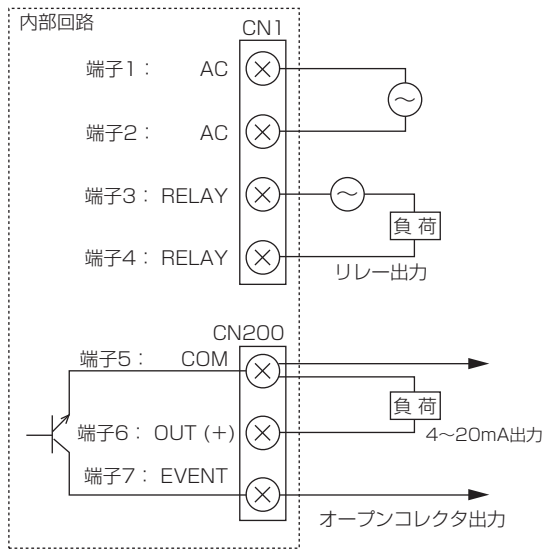 内部回路
CN1
端子1： AC
端子2： AC
端子3： RELAY
負 荷
端子4： RELAY
リレー出力
CN200
端子5： COM
負 荷
端子6： OUT (+)
4～20mA出力
端子7： EVENT
オープンコレクタ出力